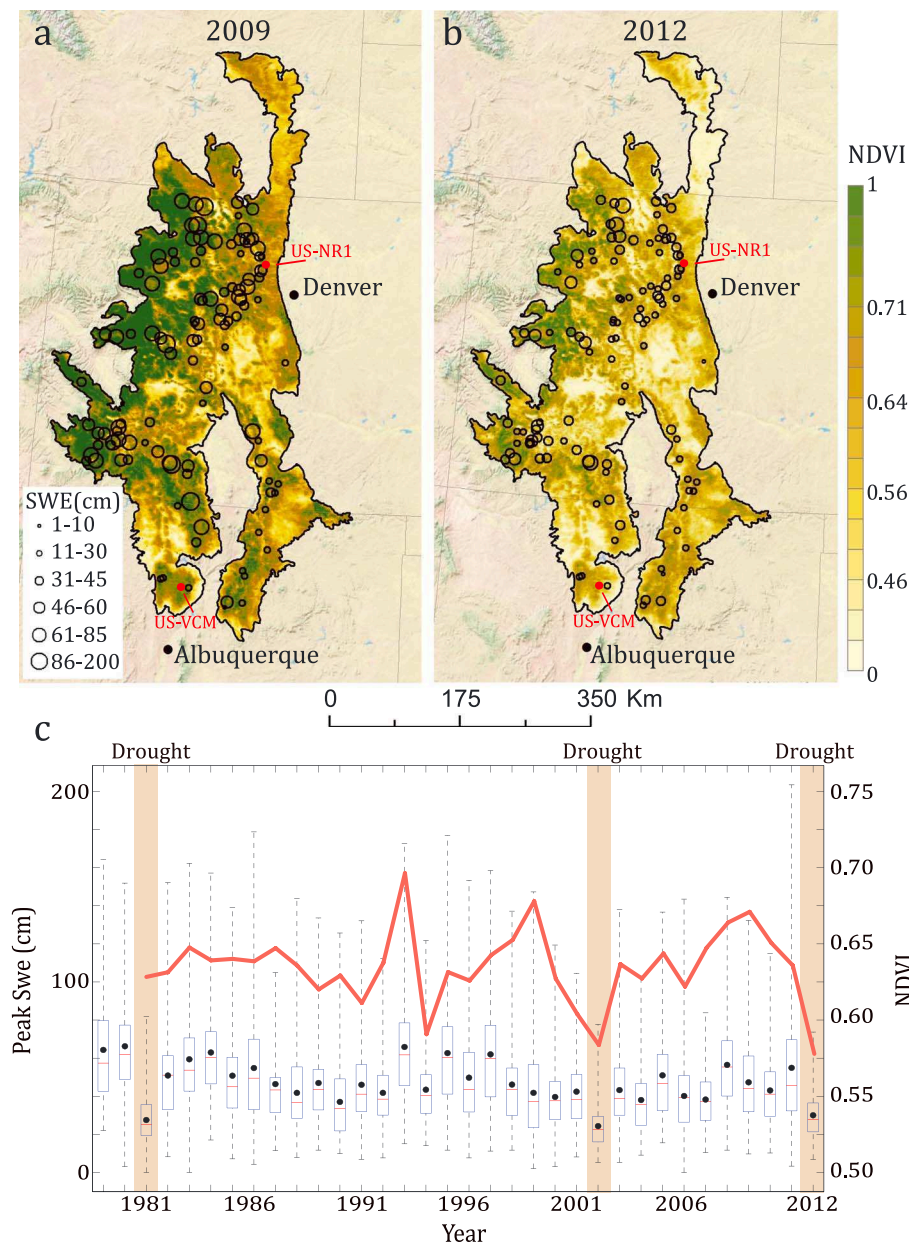 a
2009
b
2012
NDVI
1
0.71
0.64
0.56
0.46
0
US-NR1
Denver
US-NR1
Denver
SWE(cm)
1-10
11-30
31-45
46-60
61-85
86-200
US-VCM
Albuquerque
US-VCM
Albuquerque
0 175 350 Km
c
Drought Drought Drought
200
100
0
Peak Swe (cm)
0.75
0.70
0.65
0.60
0.55
0.50
NDVI
1981 1986 1991 1996 2001 2007 2012
Year